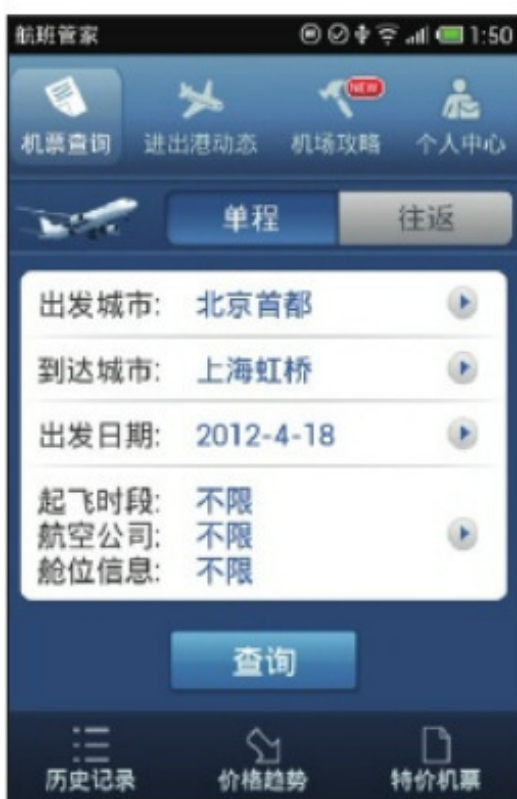 航班管家 1:50
NEW
机票查询 进出港动态 机场攻略 个人中心
单程 往返
出发城市: 北京首都
到达城市: 上海虹桥
出发日期: 2012-4-18
起飞时段: 不限
航空公司: 不限
舱位信息: 不限
查询
历史记录 价格趋势 特价机票